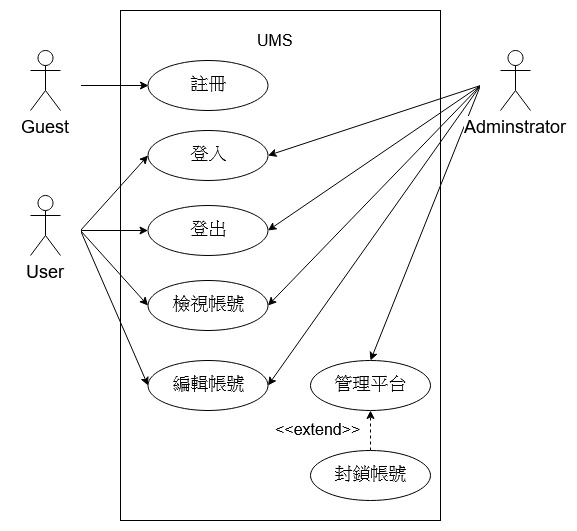 UMS
註冊
Guest
Adminstrator
登入
登出
User
檢視帳號
編輯帳號
管理平台
<<extend>>
封鎖帳號